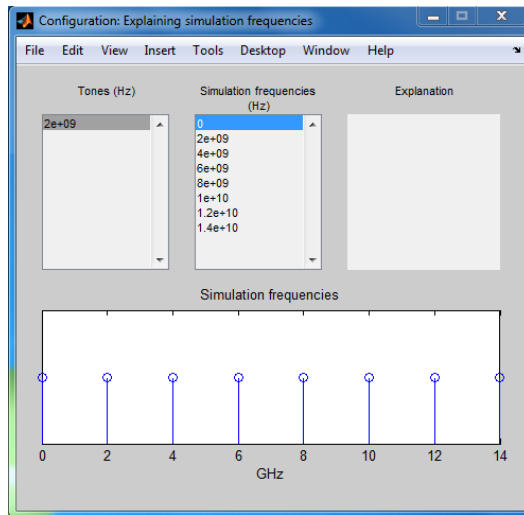 Configuration: Explaining simulation frequencies
File Edit View Insert Tools Desktop Window Help
Tones (Hz)
2e+09
Simulation frequencies
(Hz)
0
2e+09
4e+09
6e+09
8e+09
1e+10
1.2e+10
1.4e+10
Explanation
Simulation frequencies
0 2 4 6 8 10 12 14
GHz